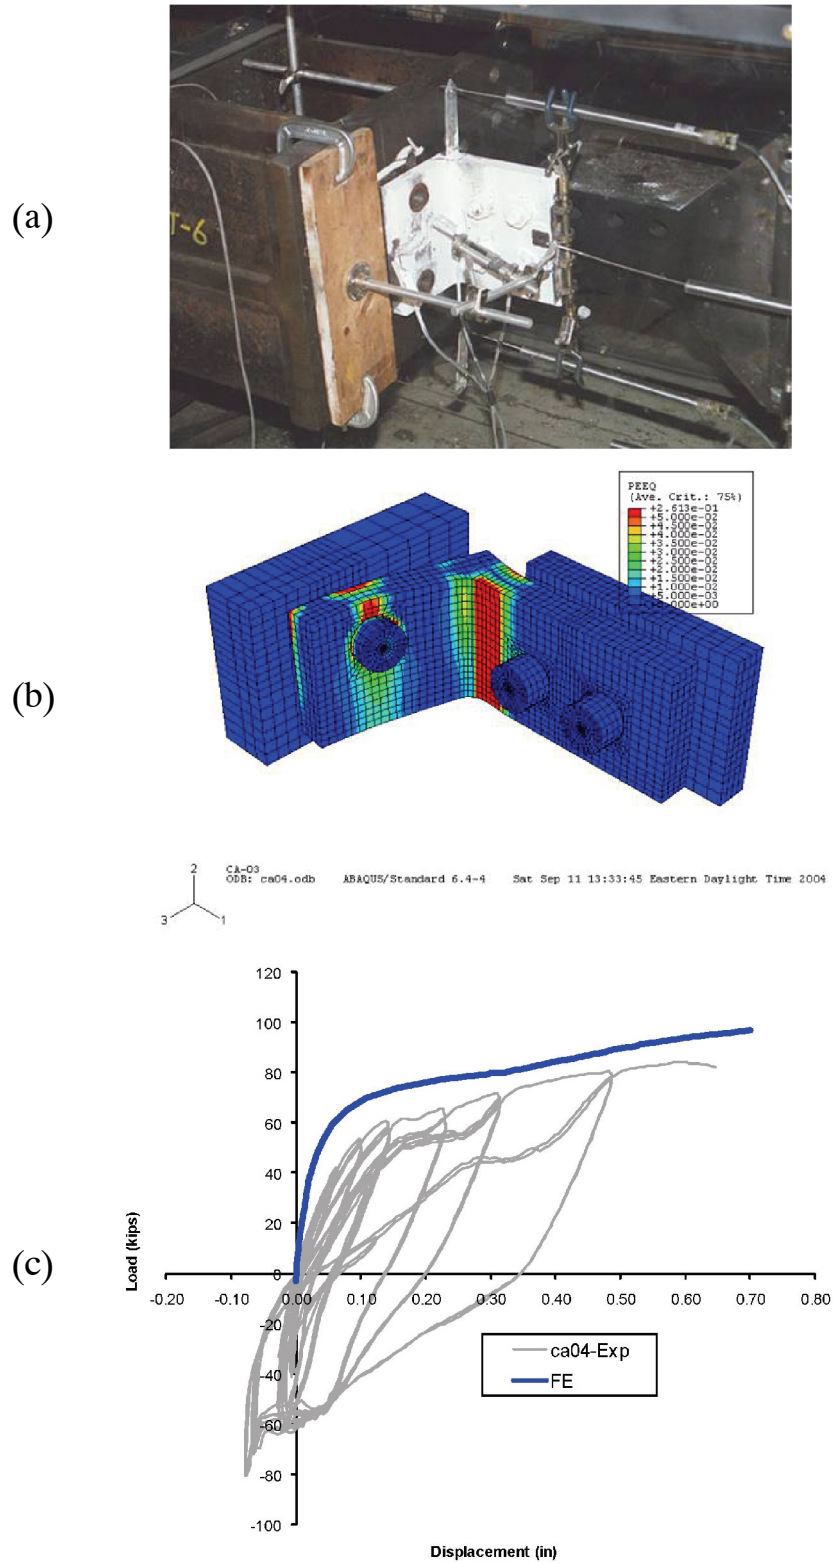 (a)
T-6
(b)
PEEQ
(Ave. Crit.: 75%)
+2.613e-01
+5.000e-02
+4.500e-02
+4.000e-02
+3.500e-02
+3.000e-02
+2.500e-02
+2.000e-02
+1.500e-02
+1.000e-02
+5.000e-03
2
3
1
CA-03
ODB: ca04.odb ABAQUS/Standard 6.4-4 Sat Sep 11 13:33:45 Eastern Daylight Time 2004
(c)
Load (kips)
120
100
80
60
40
20
0
-20
-40
-60
-80
-100
-0.20 -0.10 0.00 0.10 0.20 0.30 0.40 0.50 0.60 0.70 0.80
ca04-Exp
FE
Displacement (in)